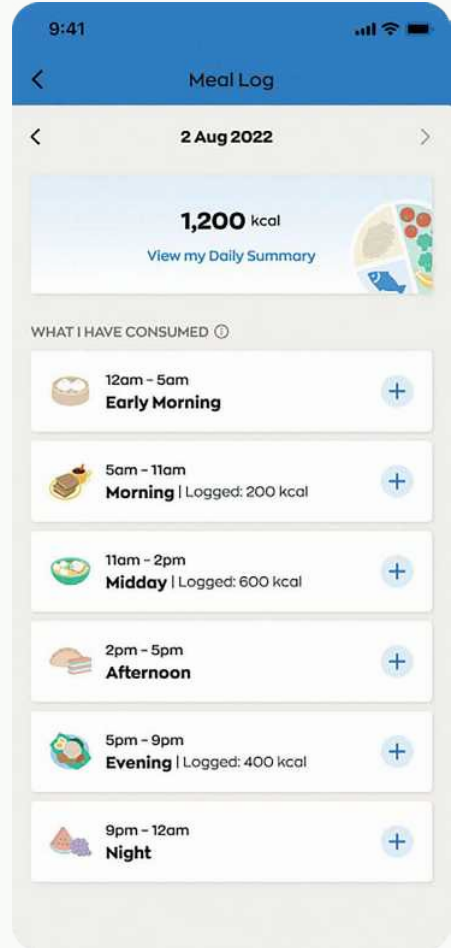 9:41
Meal Log
2 Aug 2022
1,200 kcal
View my Daily Summary
WHAT I HAVE CONSUMED
12am – 5am
Early Morning
5am – 11am
Morning | Logged: 200 kcal
11am – 2pm
Midday | Logged: 600 kcal
2pm – 5pm
Afternoon
5pm – 9pm
Evening | Logged: 400 kcal
9pm – 12am
Night